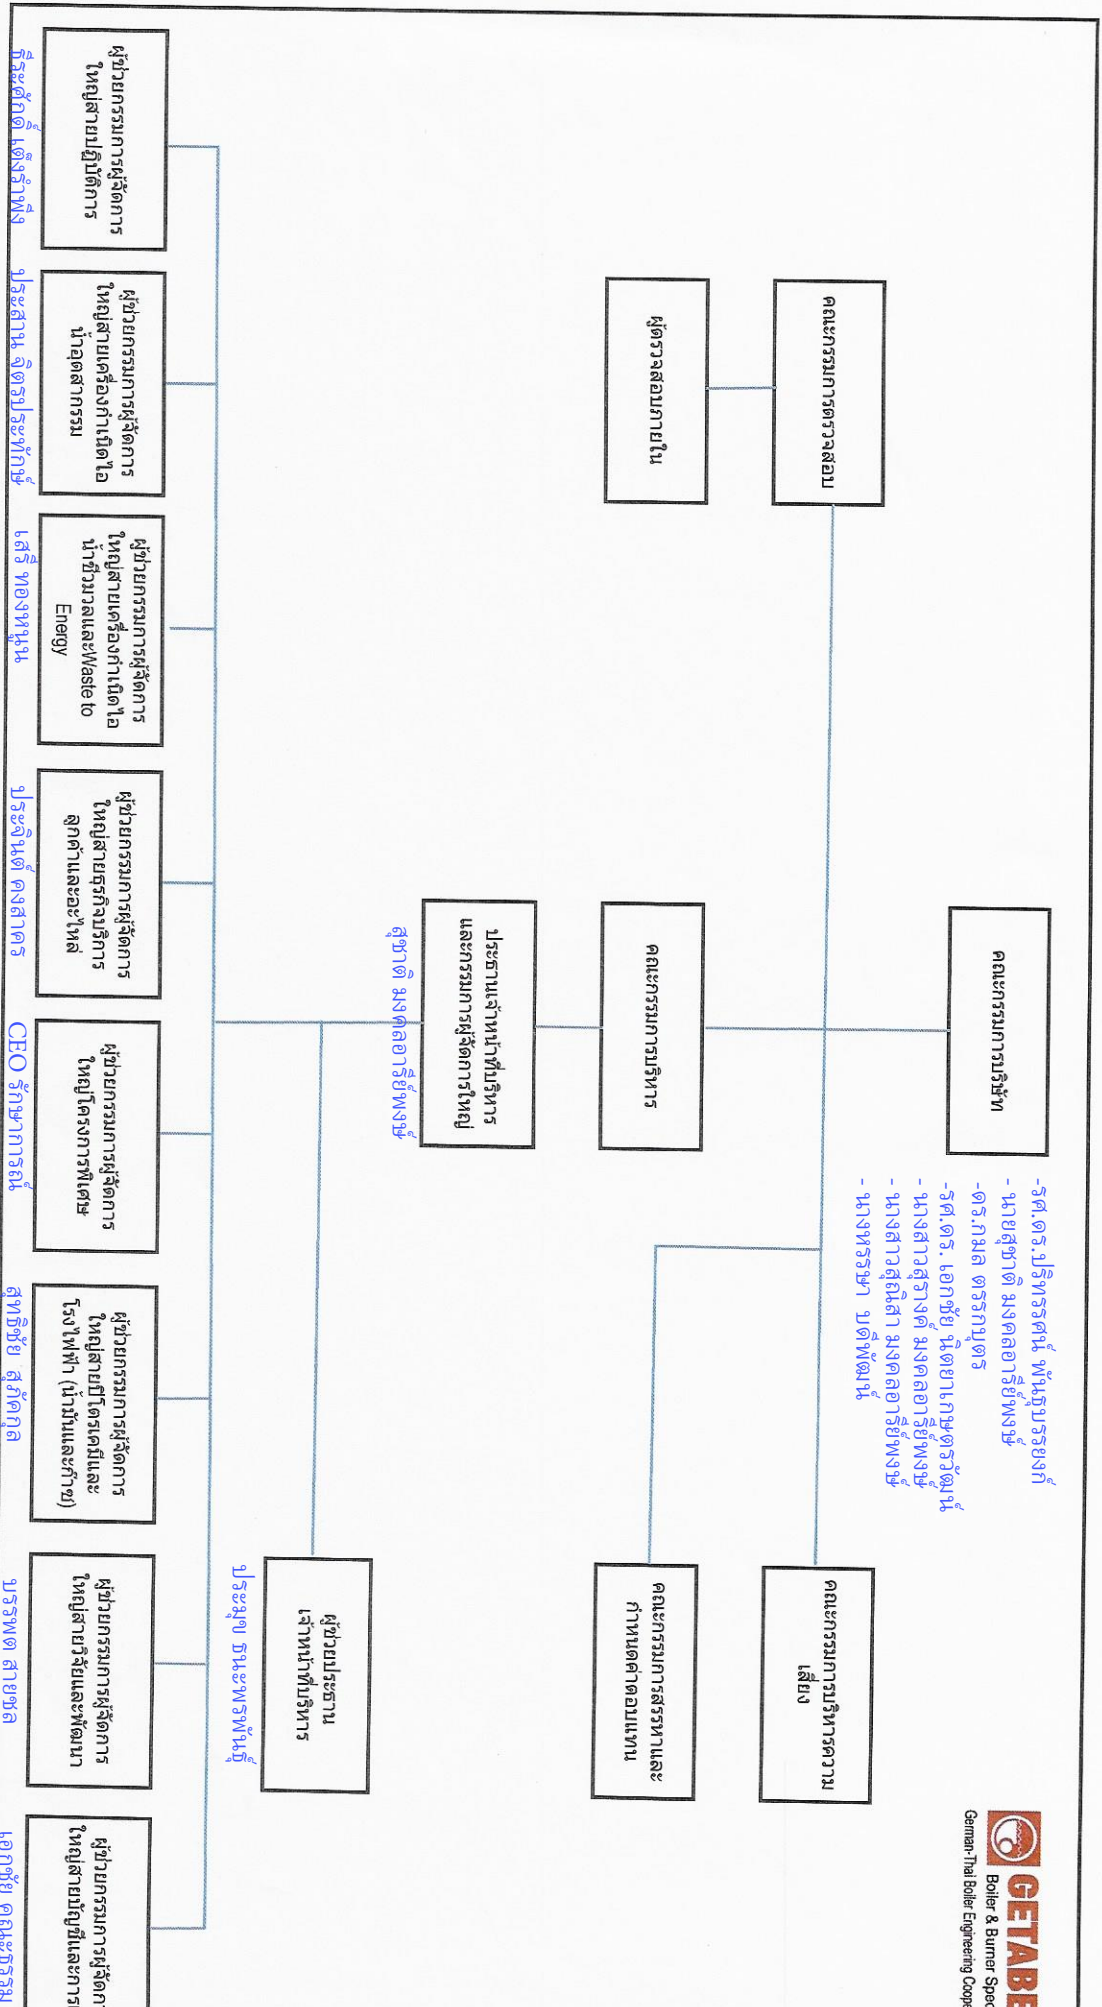 GETABE
Boiler & Burner Spec
German-Thai Boiler Engineering Coope
คณะกรรมการบริษัท
-รศ.ดร.ปริทรรศน์ พันธุบรรยงก์
- นายสุชาติ มงคลอารีย์พงษ์
-ดร.กมล ตรรกบุตร
-รศ.ดร. เอกชัย นิตยาเกษตรวัฒน์
- นางสาวสุรางค์ มงคลอารีย์พงษ์
- นางสาวสุณิสา มงคลอารีย์พงษ์
- นางหรรษา บดีพัฒน์
คณะกรรมการตรวจสอบ
ผู้ตรวจสอบภายใน
คณะกรรมการบริหารความ
เสี่ยง
คณะกรรมการบริหาร
คณะกรรมการสรรหาและ
กำหนดค่าตอบแทน
ประธานเจ้าหน้าที่บริหาร
และกรรมการผู้จัดการใหญ่
สุชาติ มงคลอารีย์พงษ์
ผู้ช่วยประธาน
เจ้าหน้าที่บริหาร
ประมุข ธนะพรพันธุ์
ผู้ช่วยกรรมการผู้จัดการ
ใหญ่สายปฏิบัติการ
ธีระศักดิ์ เต็งรำพึง
ผู้ช่วยกรรมการผู้จัดการ
ใหญ่สายเครื่องกำเนิดไอ
น้ำอุตสากรรม
ประสาน จิตรประทักษ์
ผู้ช่วยกรรมการผู้จัดการ
ใหญ่สายเครื่องกำเนิดไอ
น้ำชีวมวลและWaste to
Energy
เสรี ทองหนูน
ผู้ช่วยกรรมการผู้จัดการ
ใหญ่สายธุรกิจบริการ
ลูกค้าและอะไหล่
ประจินต์ คงสาคร
ผู้ช่วยกรรมการผู้จัดการ
ใหญ่โครงการพิเศษ
CEO รักษาการณ์
ผู้ช่วยกรรมการผู้จัดการ
ใหญ่สายปิโตรเคมีและ
โรงไฟฟ้า (น้ำมันและก๊าซ)
สุทธิชัย สุภัคกุล
ผู้ช่วยกรรมการผู้จัดการ
ใหญ่สายวิจัยและพัฒนา
บรรพต สายชล
ผู้ช่วยกรรมการผู้จัดกา
ใหญ่สายบัญชีและการเ
เอกชัย คุณะธรรม